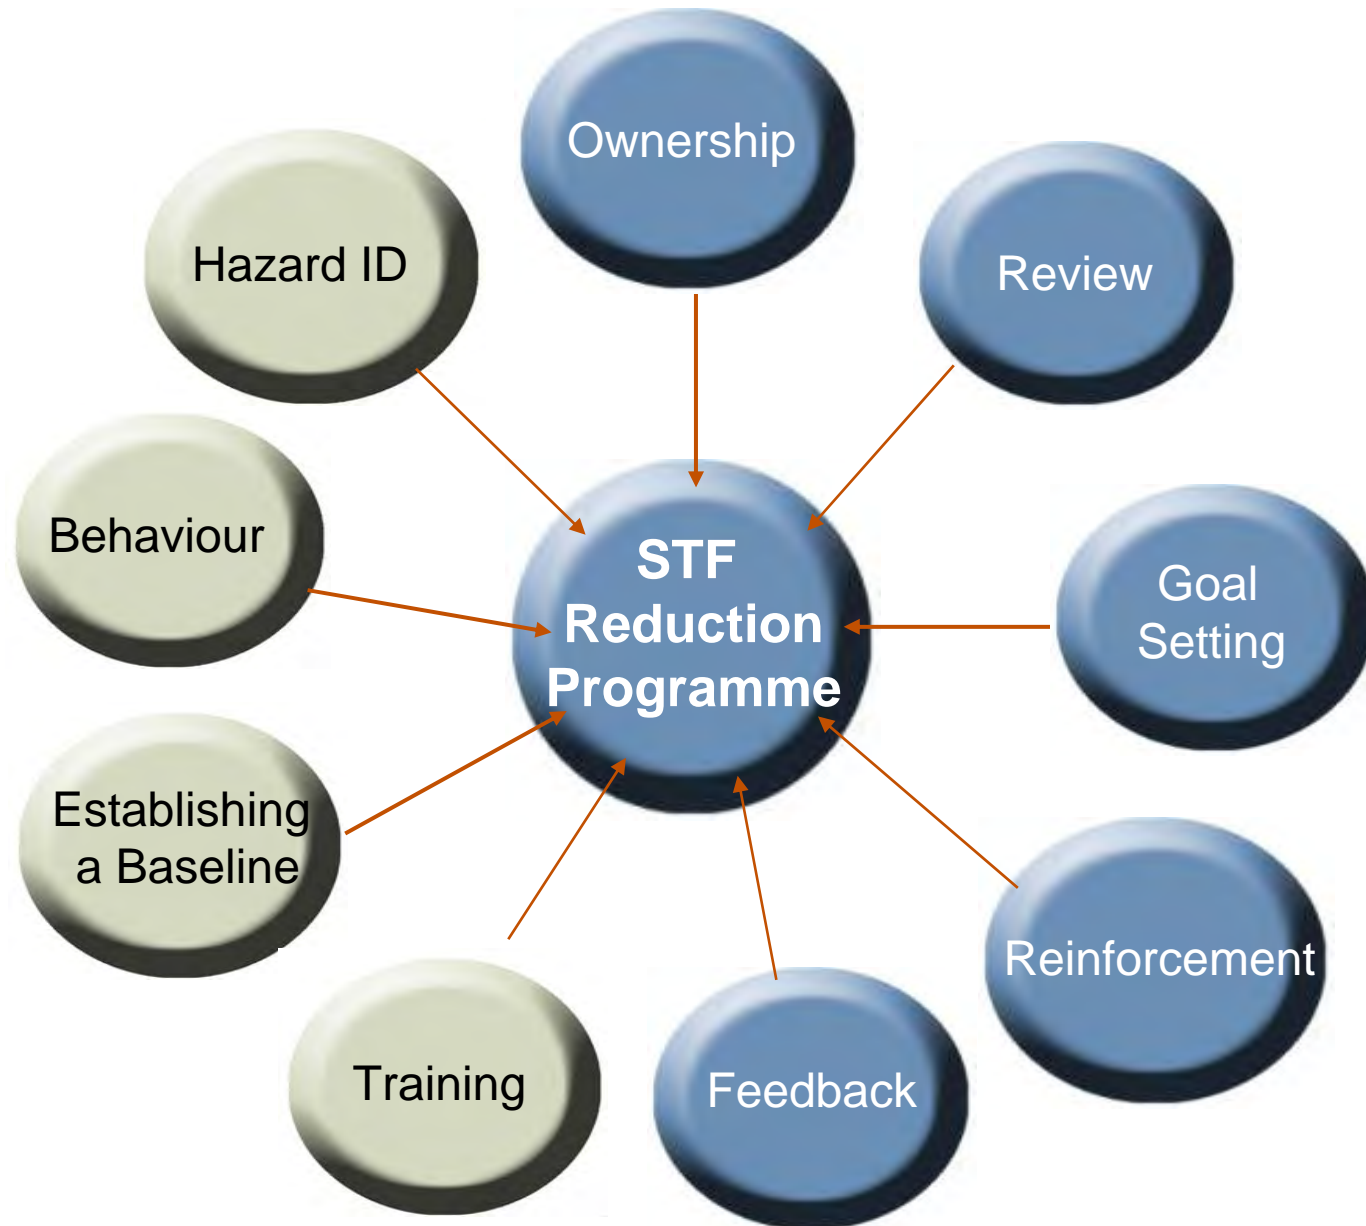 Ownership
Hazard ID
Review
Behaviour
STF
Reduction
Programme
Goal
Setting
Establishing
a Baseline
Reinforcement
Training
Feedback